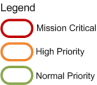 Legend
Mission Critical
High Priority
Normal Priority